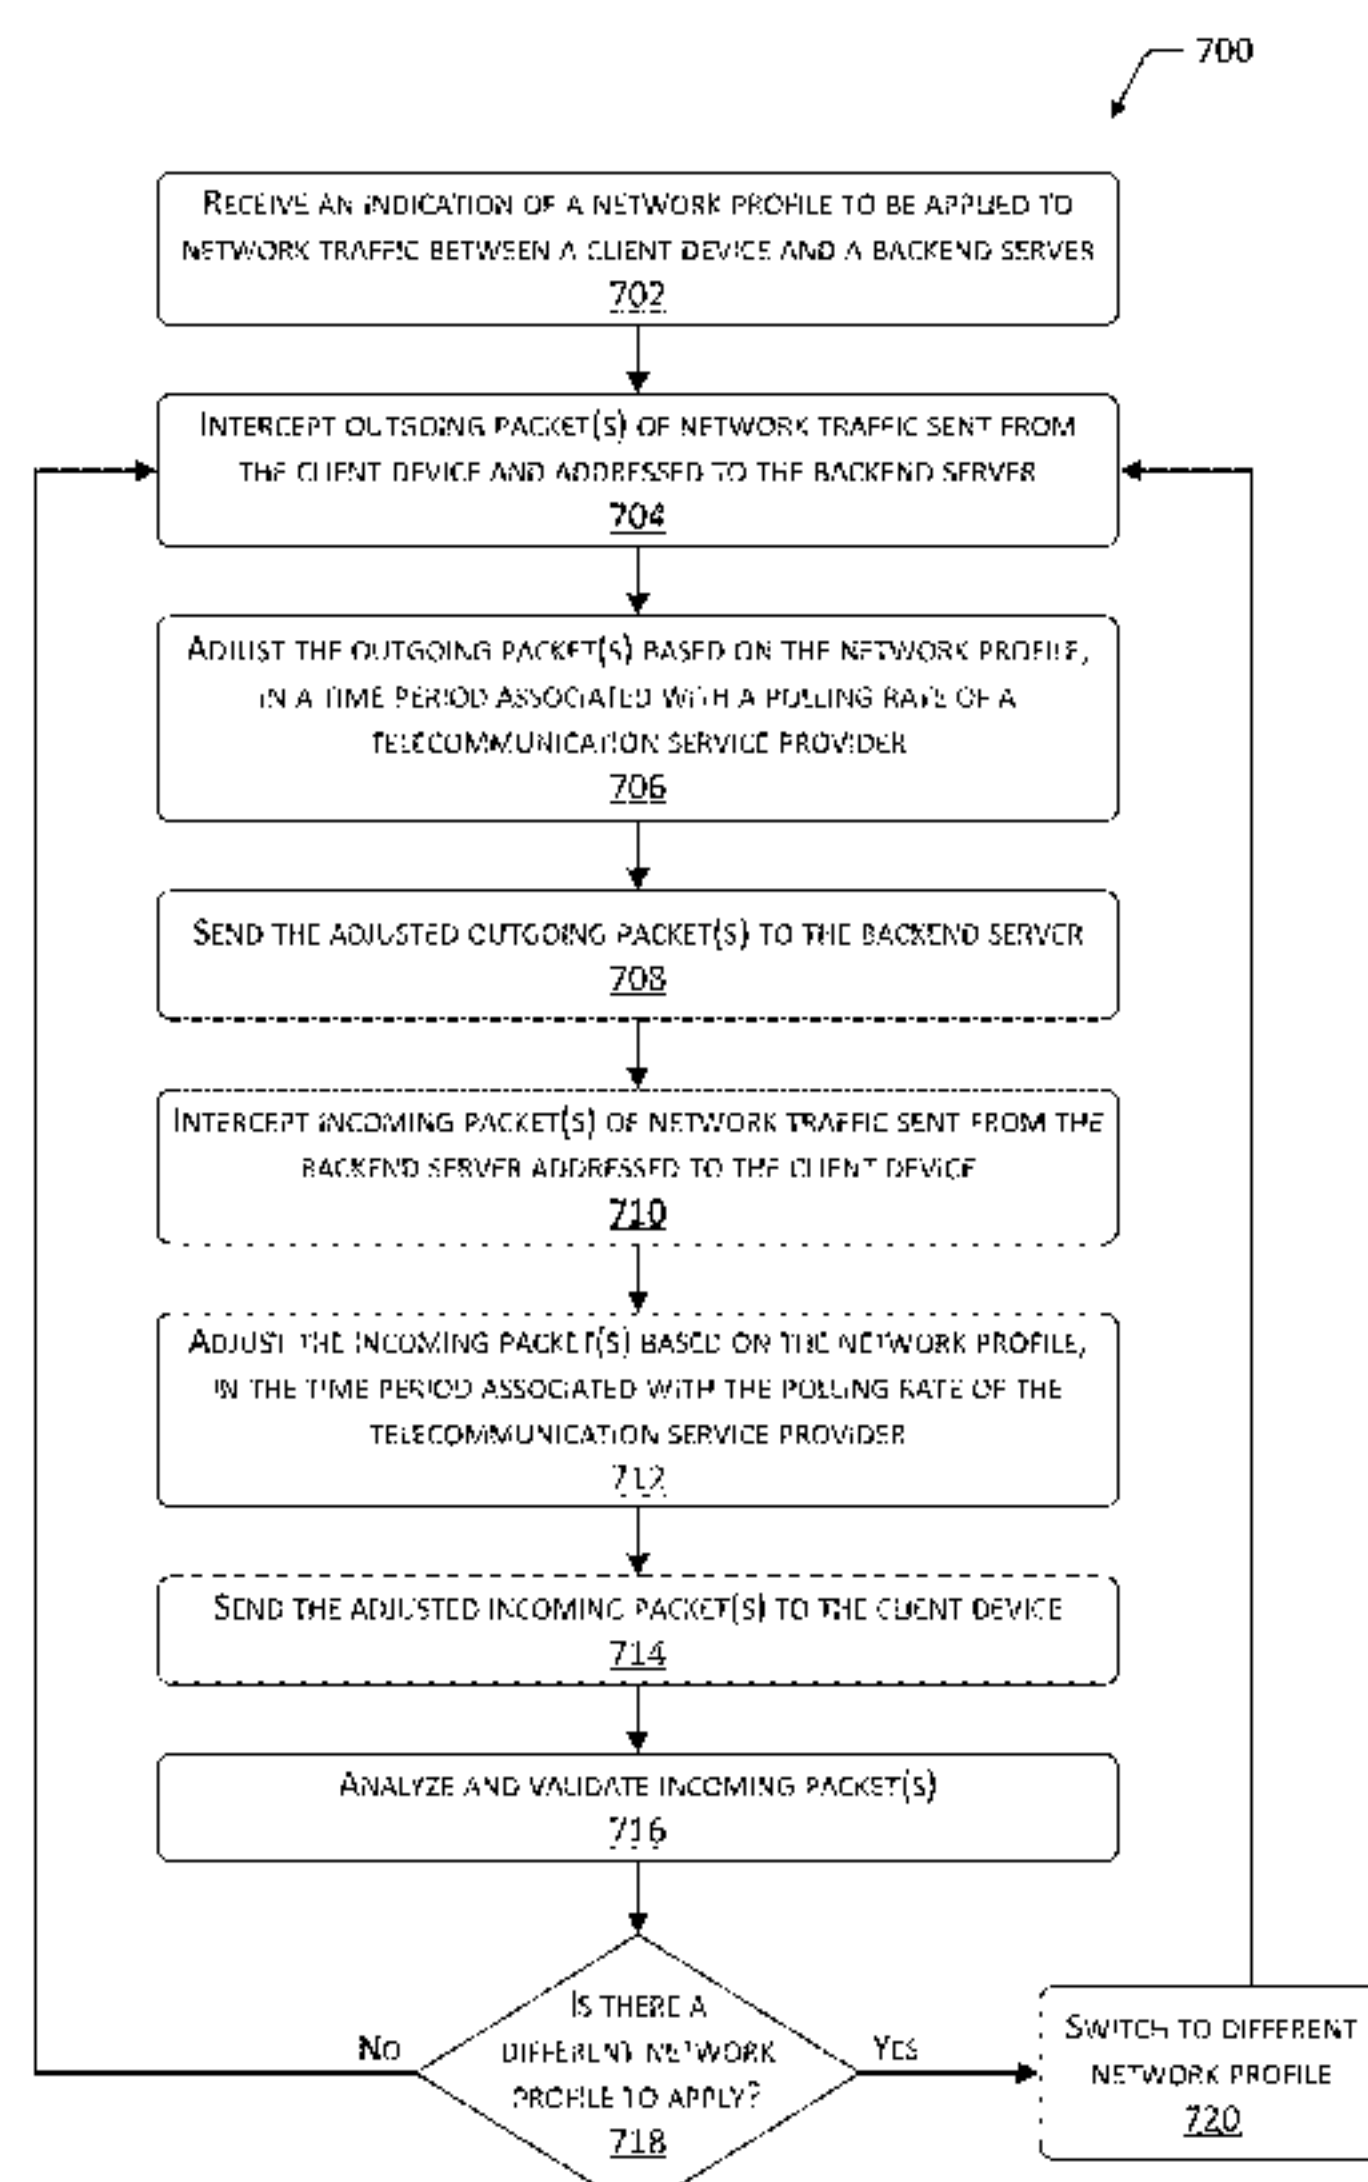 700
RECEIVE AN INDICATION OF A NETWORK PROFILE TO BE APPLIED TO
NETWORK TRAFFIC BETWEEN A CLIENT DEVICE AND A BACKEND SERVER
702
INTERCEPT OUTGOING PACKET(S) OF NETWORK TRAFFIC SENT FROM
THE CLIENT DEVICE AND ADDRESSED TO THE BACKEND SERVER
704
ADJUST THE OUTGOING PACKET(S) BASED ON THE NETWORK PROFILE,
IN A TIME PERIOD ASSOCIATED WITH A POLLING RATE OF A
TELECOMMUNICATION SERVICE PROVIDER
706
SEND THE ADJUSTED OUTGOING PACKET(S) TO THE BACKEND SERVER
708
INTERCEPT INCOMING PACKET(S) OF NETWORK TRAFFIC SENT FROM THE
BACKEND SERVER ADDRESSED TO THE CLIENT DEVICE
710
ADJUST THE INCOMING PACKET(S) BASED ON THE NETWORK PROFILE,
IN THE TIME PERIOD ASSOCIATED WITH THE POLLING RATE OF THE
TELECOMMUNICATION SERVICE PROVIDER
712
SEND THE ADJUSTED INCOMING PACKET(S) TO THE CLIENT DEVICE
714
ANALYZE AND VALIDATE INCOMING PACKET(S)
716
IS THERE A
DIFFERENT NETWORK
PROFILE TO APPLY?
718
NO
YES
SWITCH TO DIFFERENT
NETWORK PROFILE
720